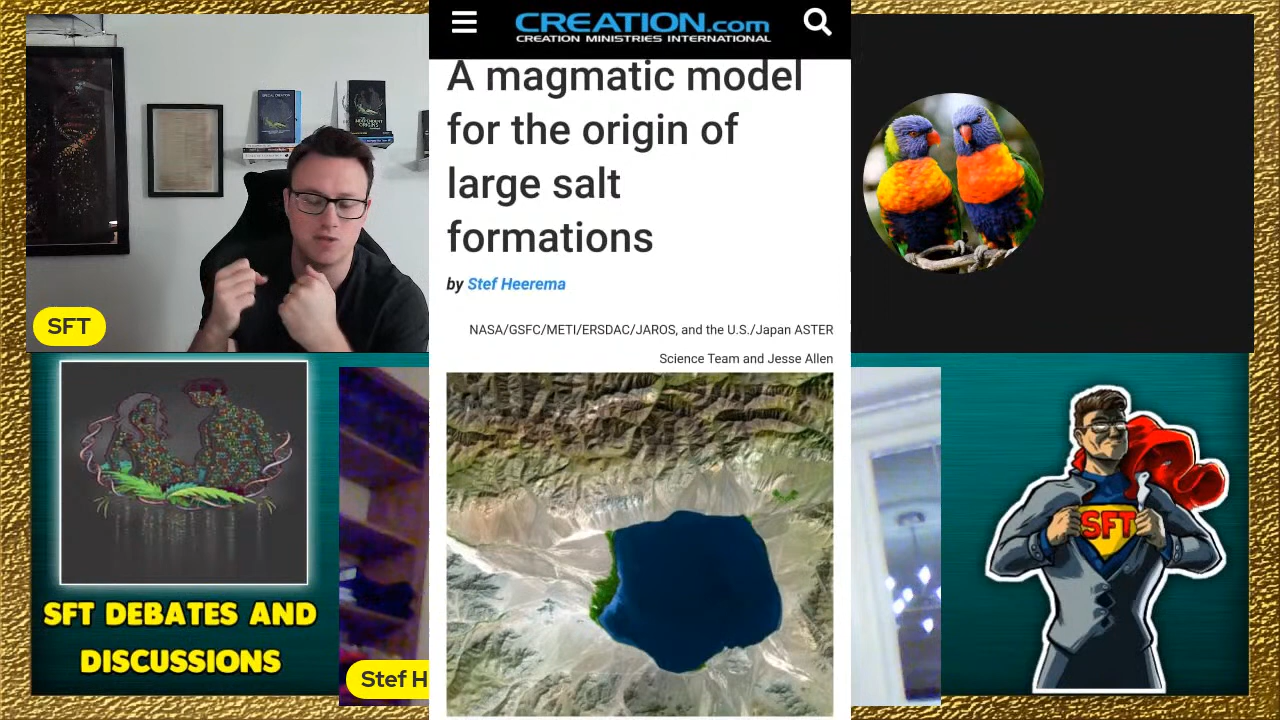 CREATION.com
CREATION MINISTRIES INTERNATIONAL
A magmatic model
for the origin of
large salt
formations
by Stef Heerema
NASA/GSFC/METI/ERSDAC/JAROS, and the U.S./Japan ASTER
Science Team and Jesse Allen
SFT
SFT DEBATES AND
DISCUSSIONS
Stef H
SFT